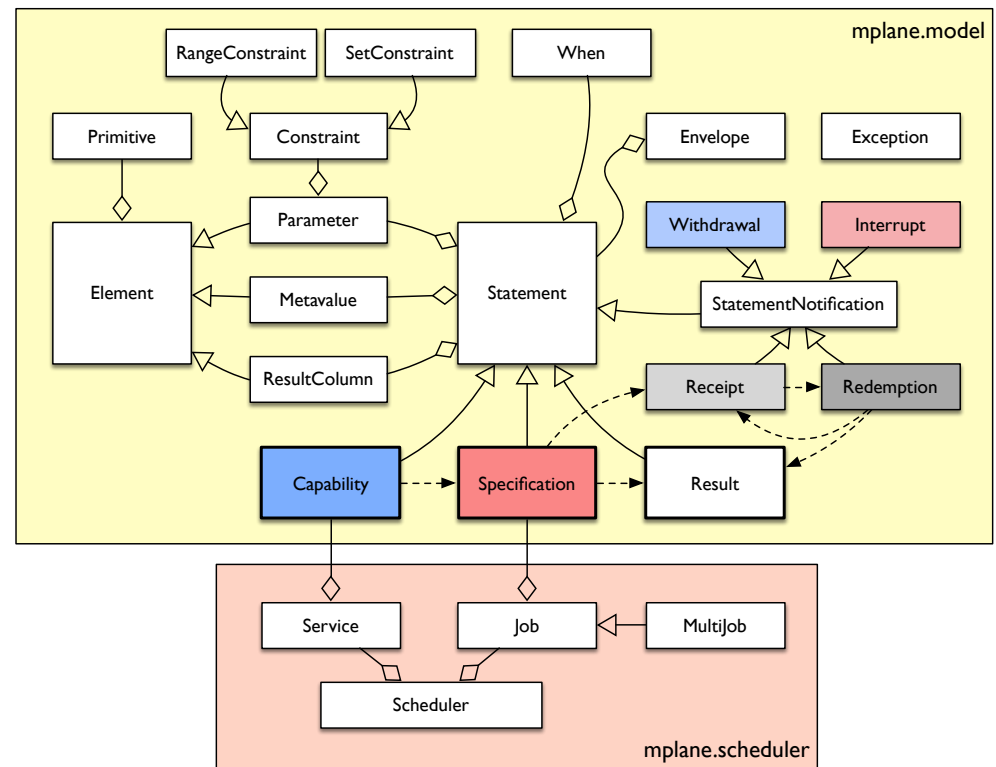 mplane.model
RangeConstraint
SetConstraint
When
Primitive
Constraint
Envelope
Exception
Parameter
Withdrawal
Interrupt
Element
Metavalue
Statement
StatementNotification
ResultColumn
Receipt
Redemption
Capability
Specification
Result
Service
Job
MultiJob
Scheduler
mplane.scheduler